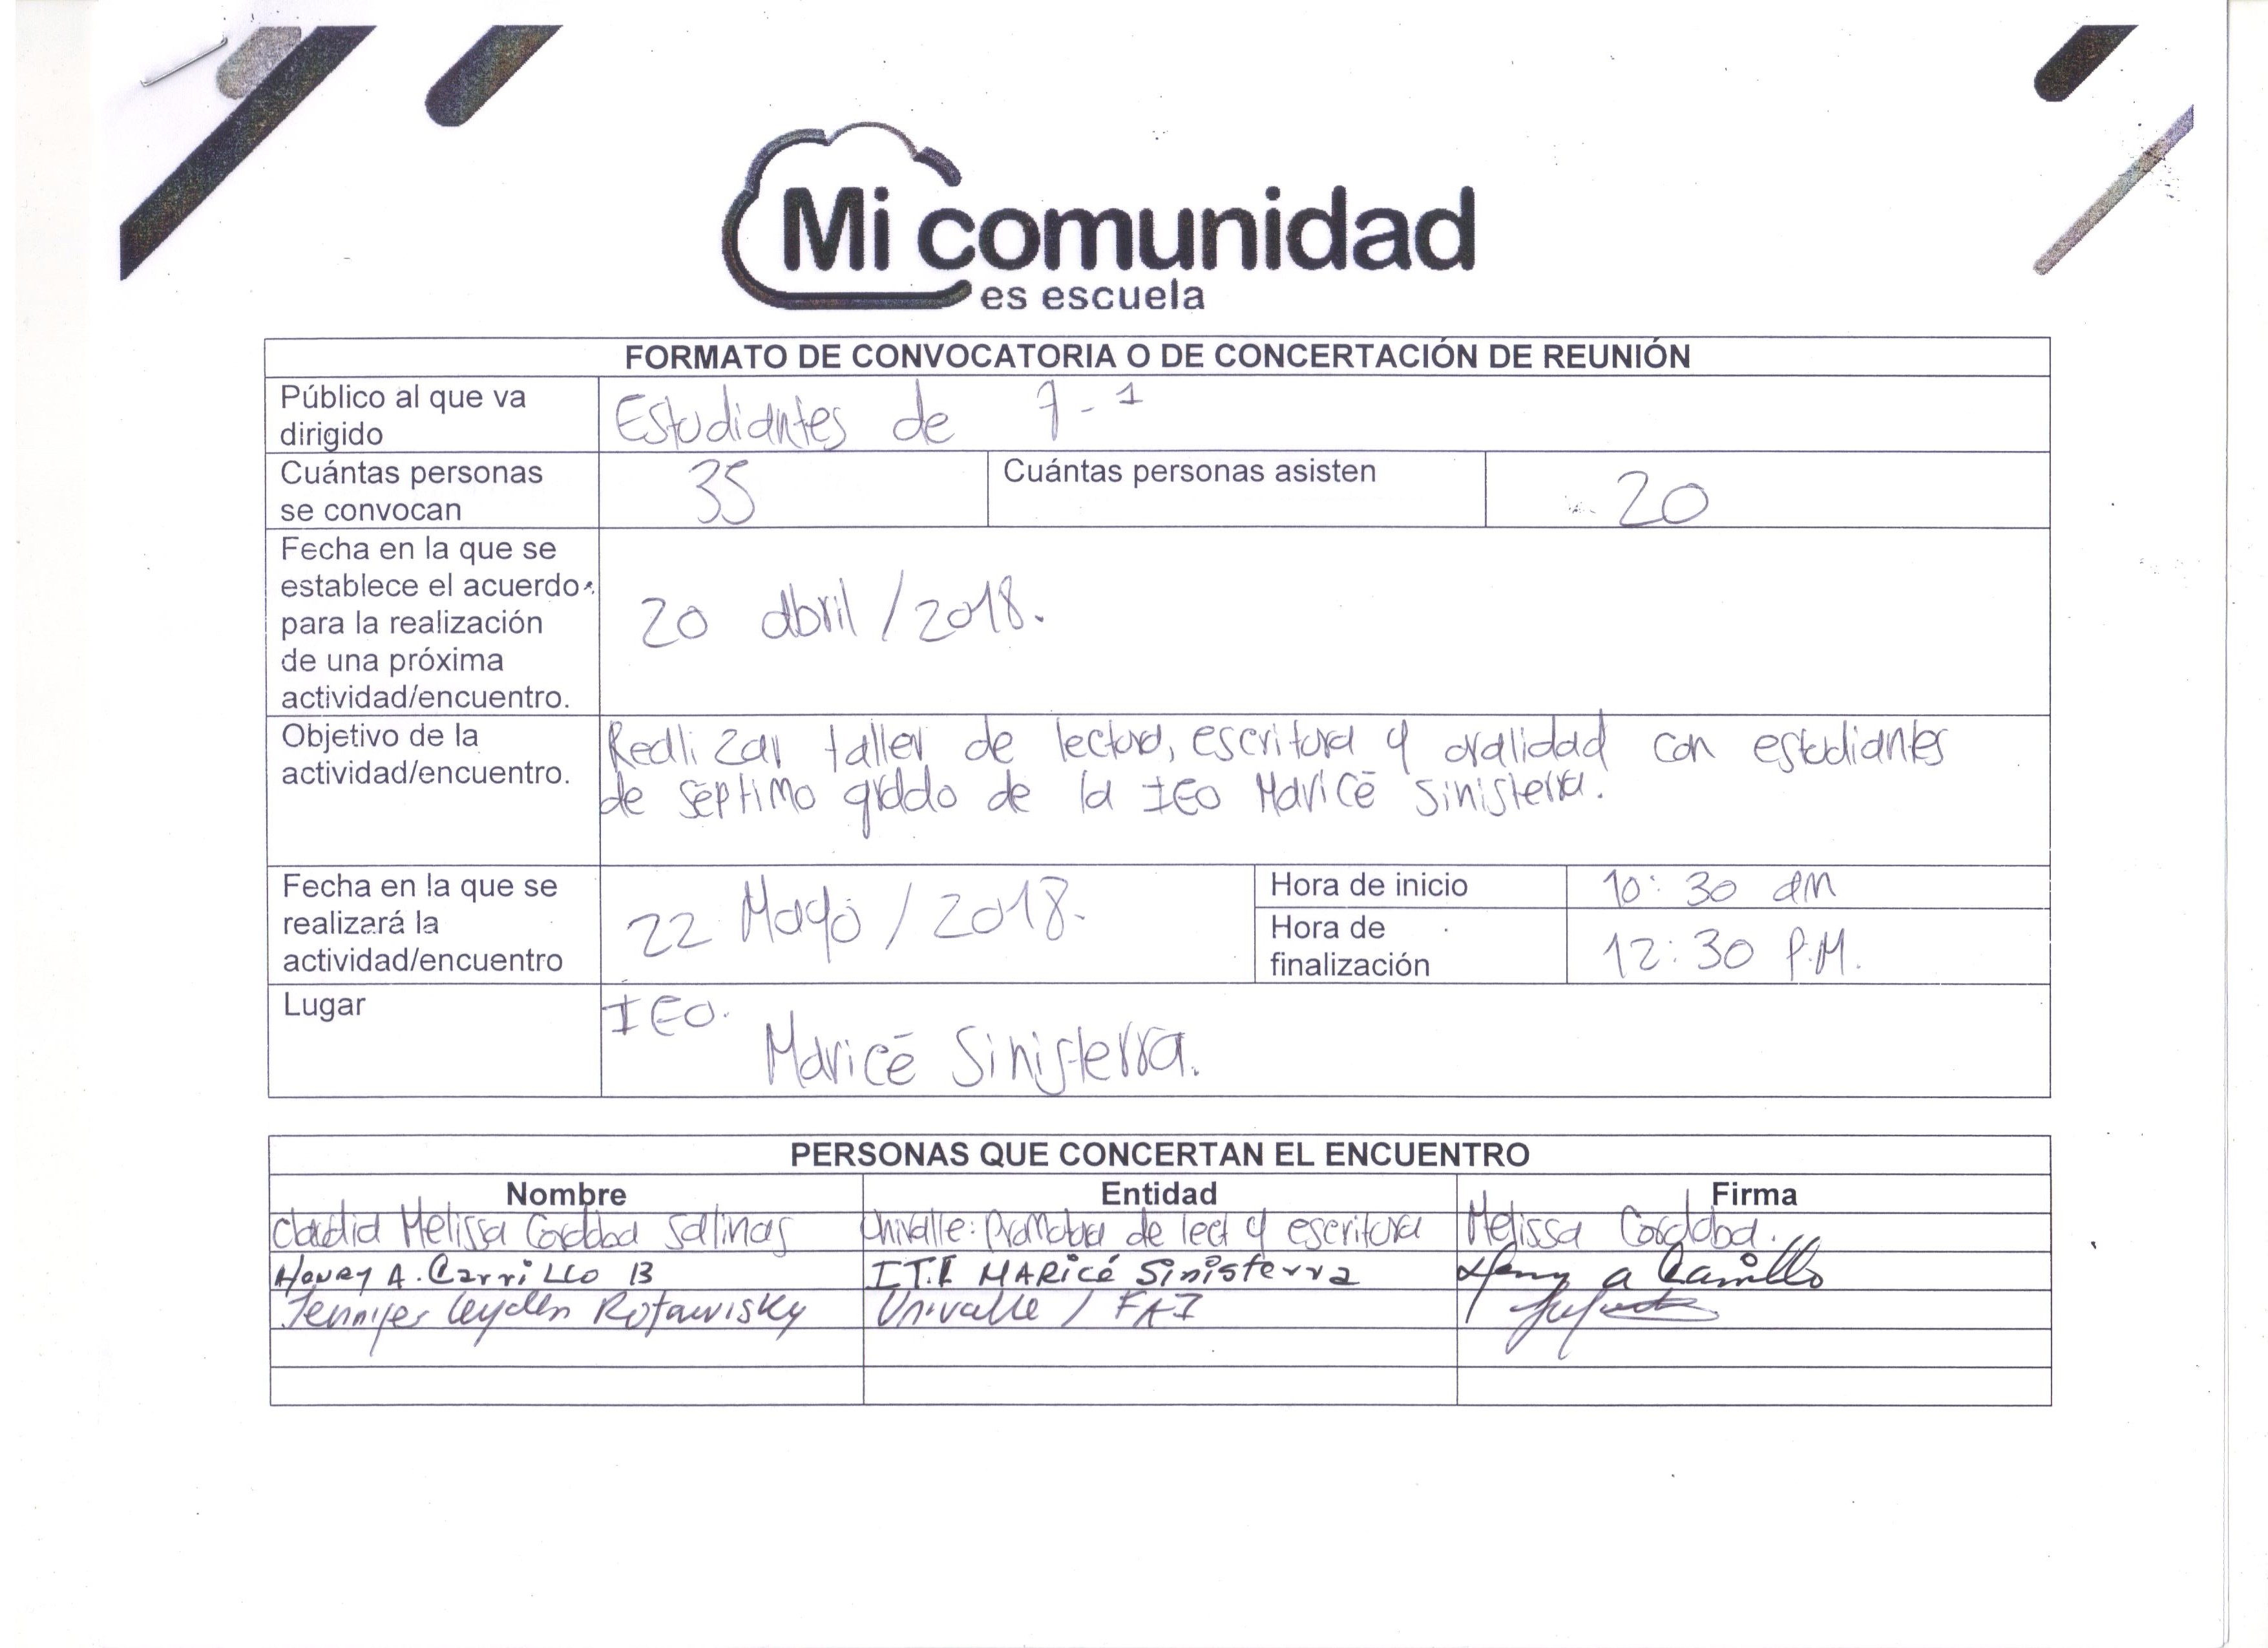 Mi comunidad
es escuela
FORMATO DE CONVOCATORIA O DE CONCERTACIÓN DE REUNIÓN
Público al que va
dirigido
Estudiantes de 7-1
Cuántas personas
se convocan
35
Cuántas personas asisten
20
Fecha en la que se
establece el acuerdo
para la realización
de una próxima
actividad/encuentro.
20 abril / 2018.
Objetivo de la
actividad/encuentro.
Realizar taller de lectura, escritura y oralidad con estudiantes
de séptimo grado de la IEO Maricé Sinisterra.
Fecha en la que se
realizará la
actividad/encuentro
22 Mayo / 2018.
Hora de inicio
10:30 am
Hora de
finalización
12:30 P.M.
Lugar
IEO.
Maricé Sinisterra.
PERSONAS QUE CONCERTAN EL ENCUENTRO
Nombre Entidad Firma
Claudia Melissa Cordoba Salinas Univalle: Promotora de lect y escritura Melissa Cordoba.
Henry A. Carrillo B I.T.I MARicé Sinisterra Henry a Carrillo
Jennifer Leyden Rotawisky Univalle / FAI